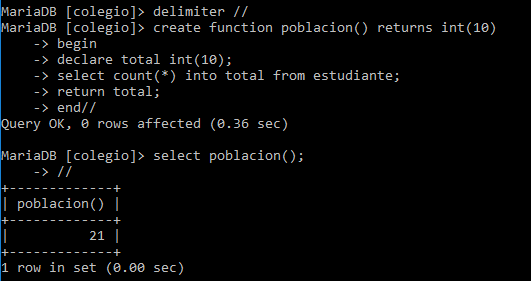 MariaDB [colegio]> delimiter //
MariaDB [colegio]> create function poblacion() returns int(10)
    -> begin
    -> declare total int(10);
    -> select count(*) into total from estudiante;
    -> return total;
    -> end//
Query OK, 0 rows affected (0.36 sec)

MariaDB [colegio]> select poblacion();
    -> //
+-------------+
| poblacion() |
+-------------+
|          21 |
+-------------+
1 row in set (0.00 sec)